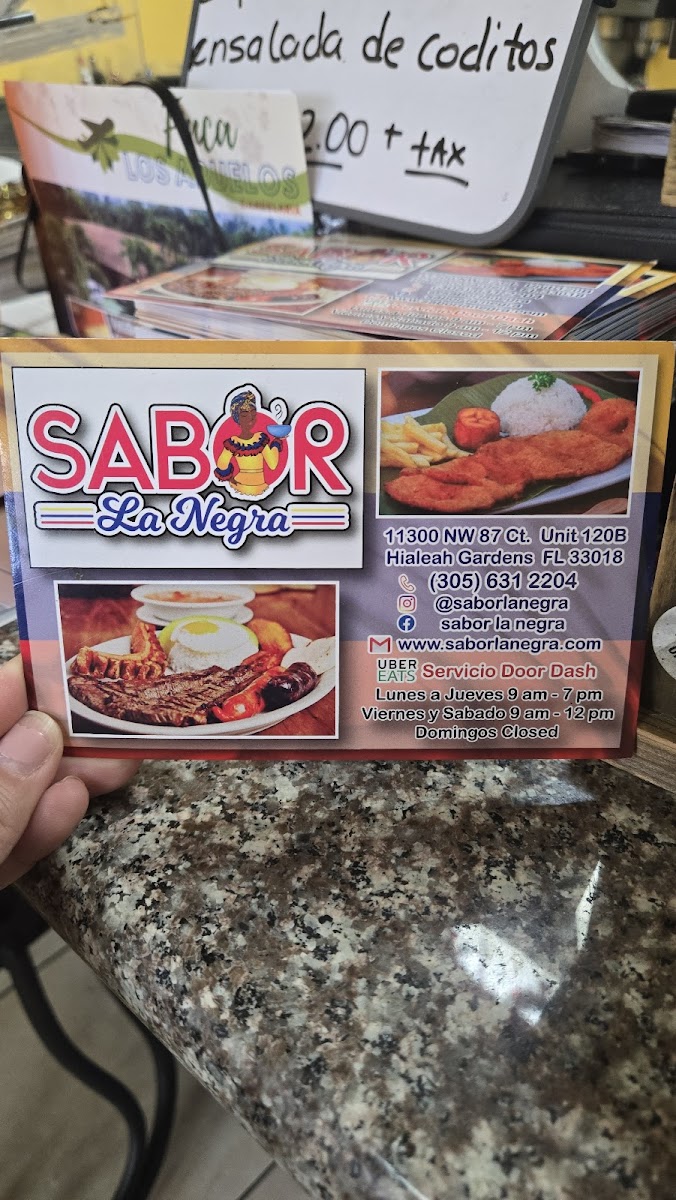 ensalada de coditos
2.00 + tax
Finca
LOS ABUELOS
SABOR
La Negra
11300 NW 87 Ct. Unit 120B
Hialeah Gardens FL 33018
(305) 631 2204
@saborlanegra
sabor la negra
www.saborlanegra.com
UBER
EATS Servicio Door Dash
Lunes a Jueves 9 am - 7 pm
Viernes y Sabado 9 am - 12 pm
Domingos Closed